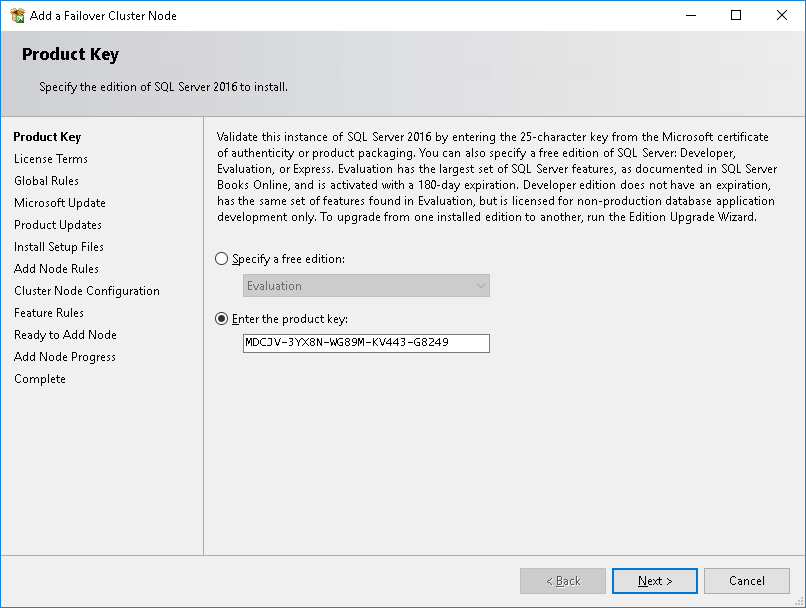 Add a Failover Cluster Node
Product Key
Specify the edition of SQL Server 2016 to install.
Product Key
License Terms
Global Rules
Microsoft Update
Product Updates
Install Setup Files
Add Node Rules
Cluster Node Configuration
Feature Rules
Ready to Add Node
Add Node Progress
Complete
Validate this instance of SQL Server 2016 by entering the 25-character key from the Microsoft certificate
of authenticity or product packaging. You can also specify a free edition of SQL Server: Developer,
Evaluation, or Express. Evaluation has the largest set of SQL Server features, as documented in SQL Server
Books Online, and is activated with a 180-day expiration. Developer edition does not have an expiration,
has the same set of features found in Evaluation, but is licensed for non-production database application
development only. To upgrade from one installed edition to another, run the Edition Upgrade Wizard.
Specify a free edition:
Evaluation
Enter the product key:
MDCJV-3YX8N-WG89M-KV443-G8249
< Back
Next >
Cancel